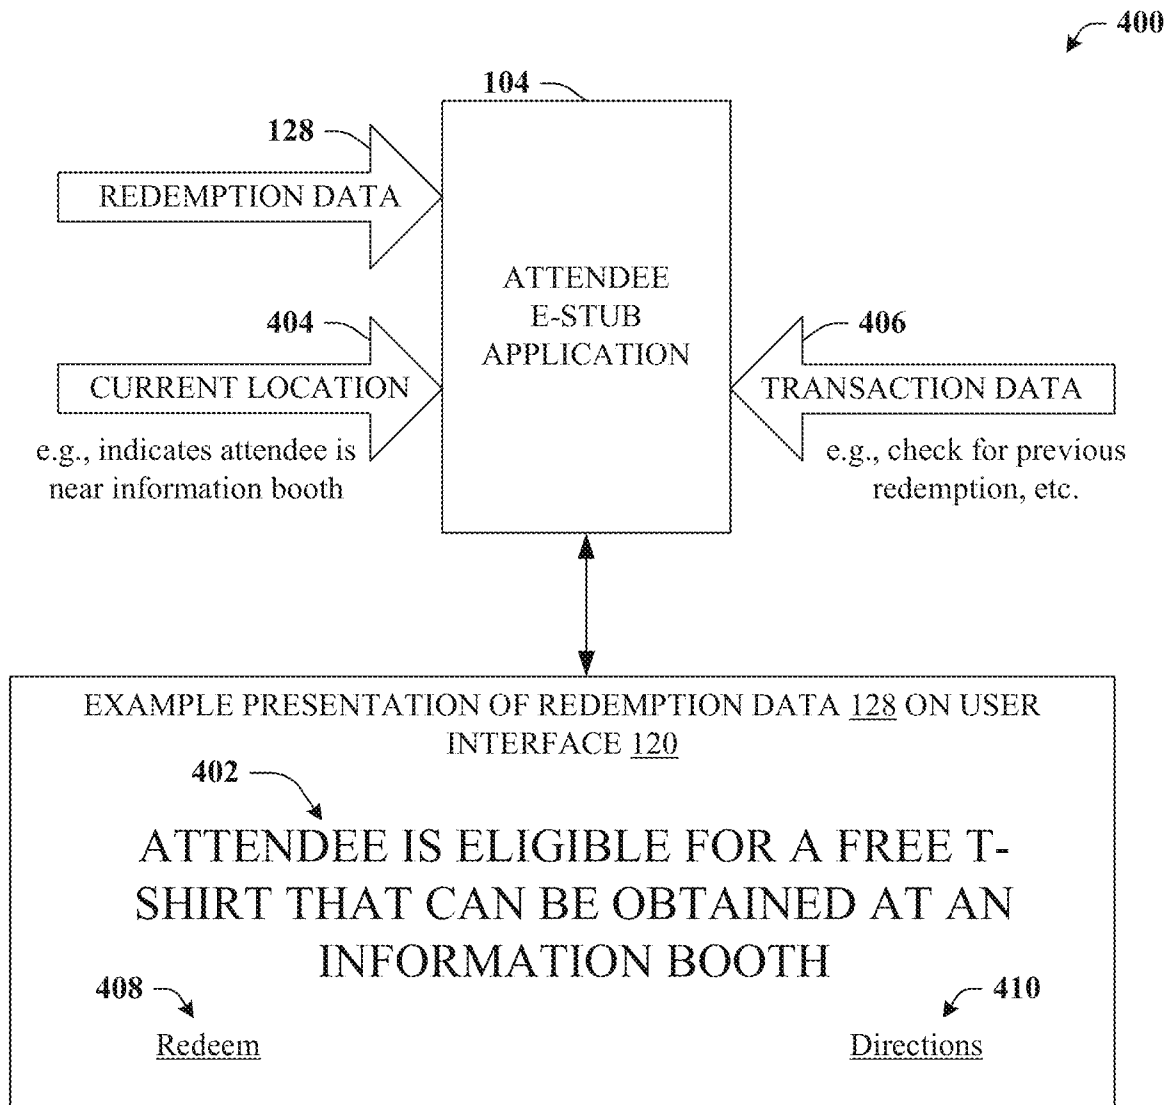 400
104
128
REDEMPTION DATA
ATTENDEE
E-STUB
APPLICATION
404
406
CURRENT LOCATION
TRANSACTION DATA
e.g., indicates attendee is
near information booth
e.g., check for previous
redemption, etc.
EXAMPLE PRESENTATION OF REDEMPTION DATA 128 ON USER
INTERFACE 120
402
ATTENDEE IS ELIGIBLE FOR A FREE T-
SHIRT THAT CAN BE OBTAINED AT AN
INFORMATION BOOTH
408
410
Redeem
Directions